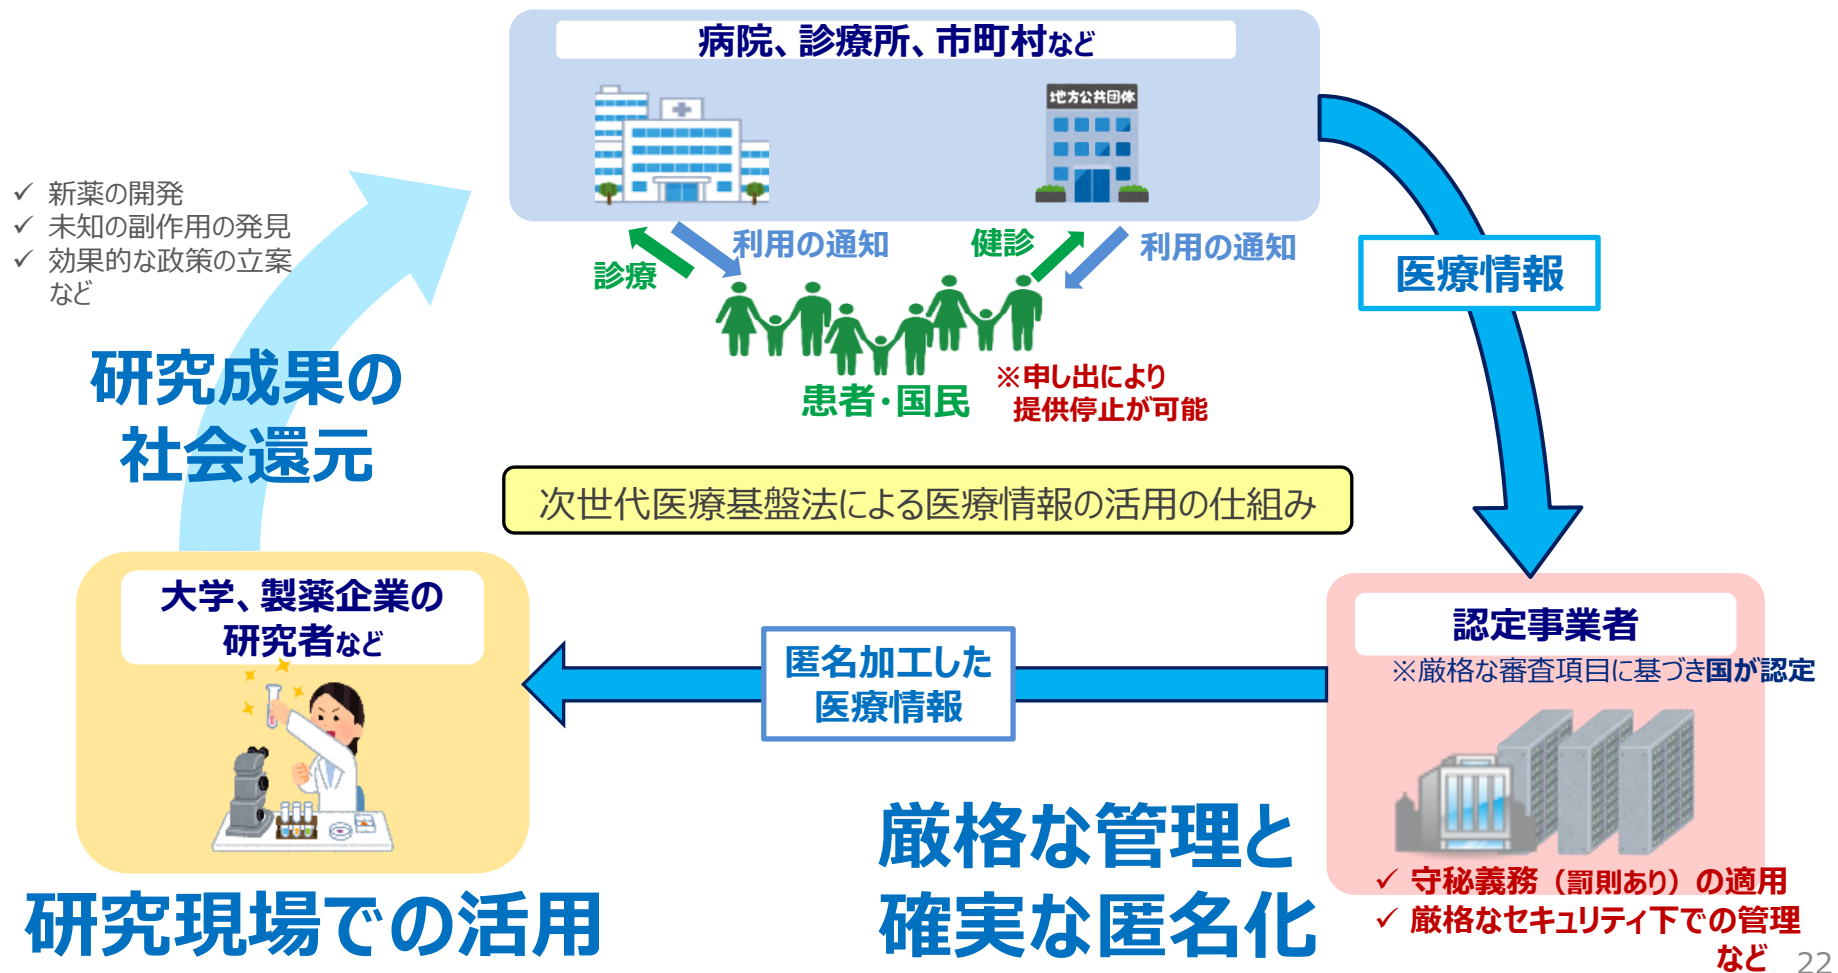 病院、診療所、市町村など
地方公共団体
✓ 新薬の開発
✓ 未知の副作用の発見
✓ 効果的な政策の立案
など
診療
利用の通知
健診
利用の通知
医療情報
患者・国民
※申し出により
提供停止が可能
研究成果の
社会還元
次世代医療基盤法による医療情報の活用の仕組み
大学、製薬企業の
研究者など
匿名加工した
医療情報
認定事業者
※厳格な審査項目に基づき国が認定
厳格な管理と
確実な匿名化
✓ 守秘義務（罰則あり）の適用
✓ 厳格なセキュリティ下での管理
など
研究現場での活用
22